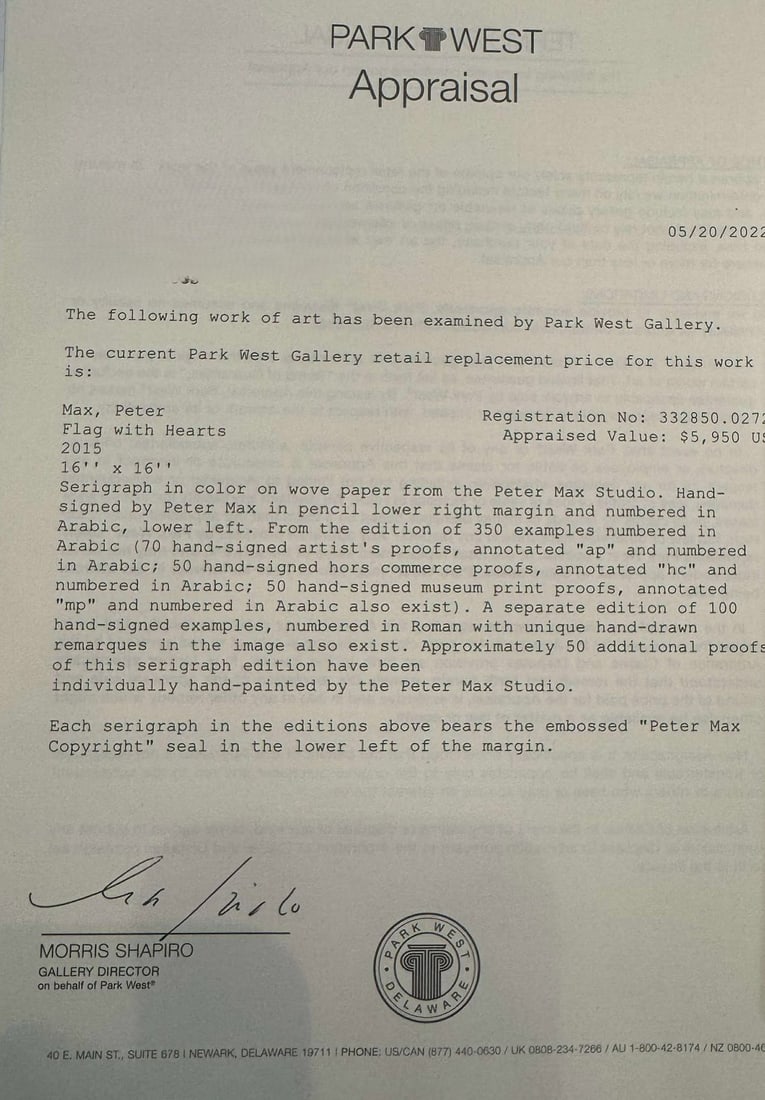 PARK WEST
Appraisal
05/20/2022
The following work of art has been examined by Park West Gallery.
The current Park West Gallery retail replacement price for this work
is:
Max, Peter
Registration No: 332850.0272
Flag with Hearts
Appraised Value: $5,950 US
2015
16'' x 16''
Serigraph in color on wove paper from the Peter Max Studio. Hand-
signed by Peter Max in pencil lower right margin and numbered in
Arabic, lower left. From the edition of 350 examples numbered in
Arabic (70 hand-signed artist's proofs, annotated "ap" and numbered
in Arabic; 50 hand-signed hors commerce proofs, annotated "hc" and
numbered in Arabic; 50 hand-signed museum print proofs, annotated
"mp" and numbered in Arabic also exist). A separate edition of 100
hand-signed examples, numbered in Roman with unique hand-drawn
remarques in the image also exist. Approximately 50 additional proofs
of this serigraph edition have been
individually hand-painted by the Peter Max Studio.
Each serigraph in the editions above bears the embossed "Peter Max
Copyright" seal in the lower left of the margin.
MORRIS SHAPIRO
GALLERY DIRECTOR
on behalf of Park West®
PARK WEST
DELAWARE
40 E. MAIN ST., SUITE 678 | NEWARK, DELAWARE 19711 | PHONE: US/CAN (877) 440-0630 / UK 0808-234-7266 / AU 1-800-42-8174 / NZ 0800-46